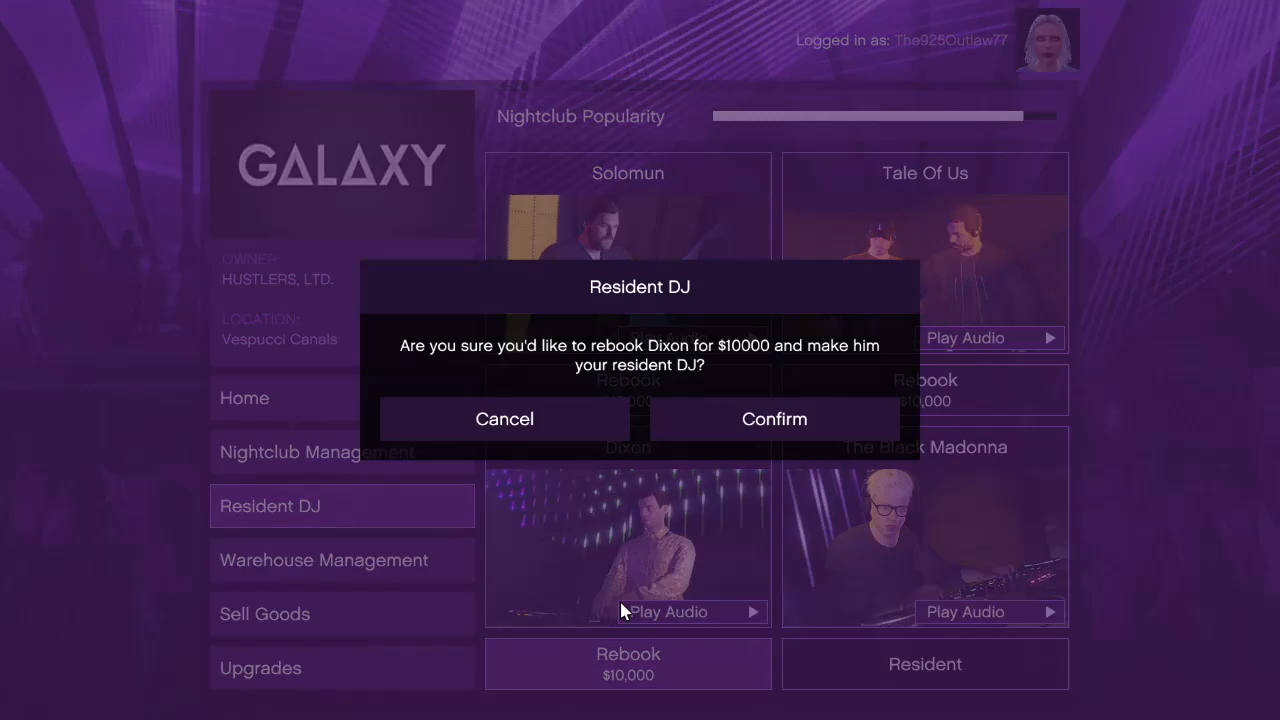 Logged in as: The925Outlaw77
GALAXY
Nightclub Popularity
Solomun
Tale Of Us
OWNER:
HUSTLERS, LTD.
LOCATION:
Vespucci Canals
Resident DJ
Are you sure you'd like to rebook Dixon for $10000 and make him
your resident DJ?
Cancel
Confirm
Play Audio
Play Audio
Rebook
Rebook
$10,000
Home
Nightclub Management
Resident DJ
Warehouse Management
Sell Goods
Upgrades
Dixon
The Black Madonna
Play Audio
Play Audio
Rebook
$10,000
Resident